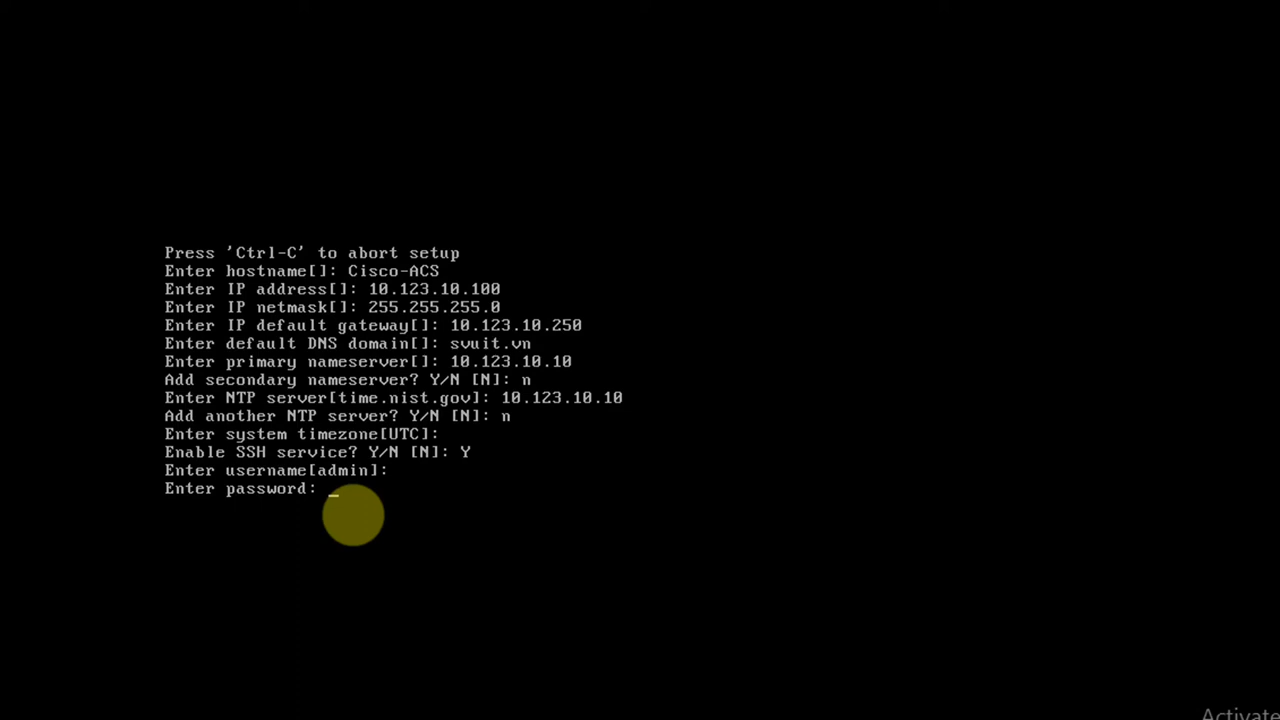 Press 'Ctrl-C' to abort setup
Enter hostname[]: Cisco-ACS
Enter IP address[]: 10.123.10.100
Enter IP netmask[]: 255.255.255.0
Enter IP default gateway[]: 10.123.10.250
Enter default DNS domain[]: svuit.vn
Enter primary nameserver[]: 10.123.10.10
Add secondary nameserver? Y/N [N]: n
Enter NTP server[time.nist.gov]: 10.123.10.10
Add another NTP server? Y/N [N]: n
Enter system timezone[UTC]:
Enable SSH service? Y/N [N]: Y
Enter username[admin]:
Enter password: _
Activate